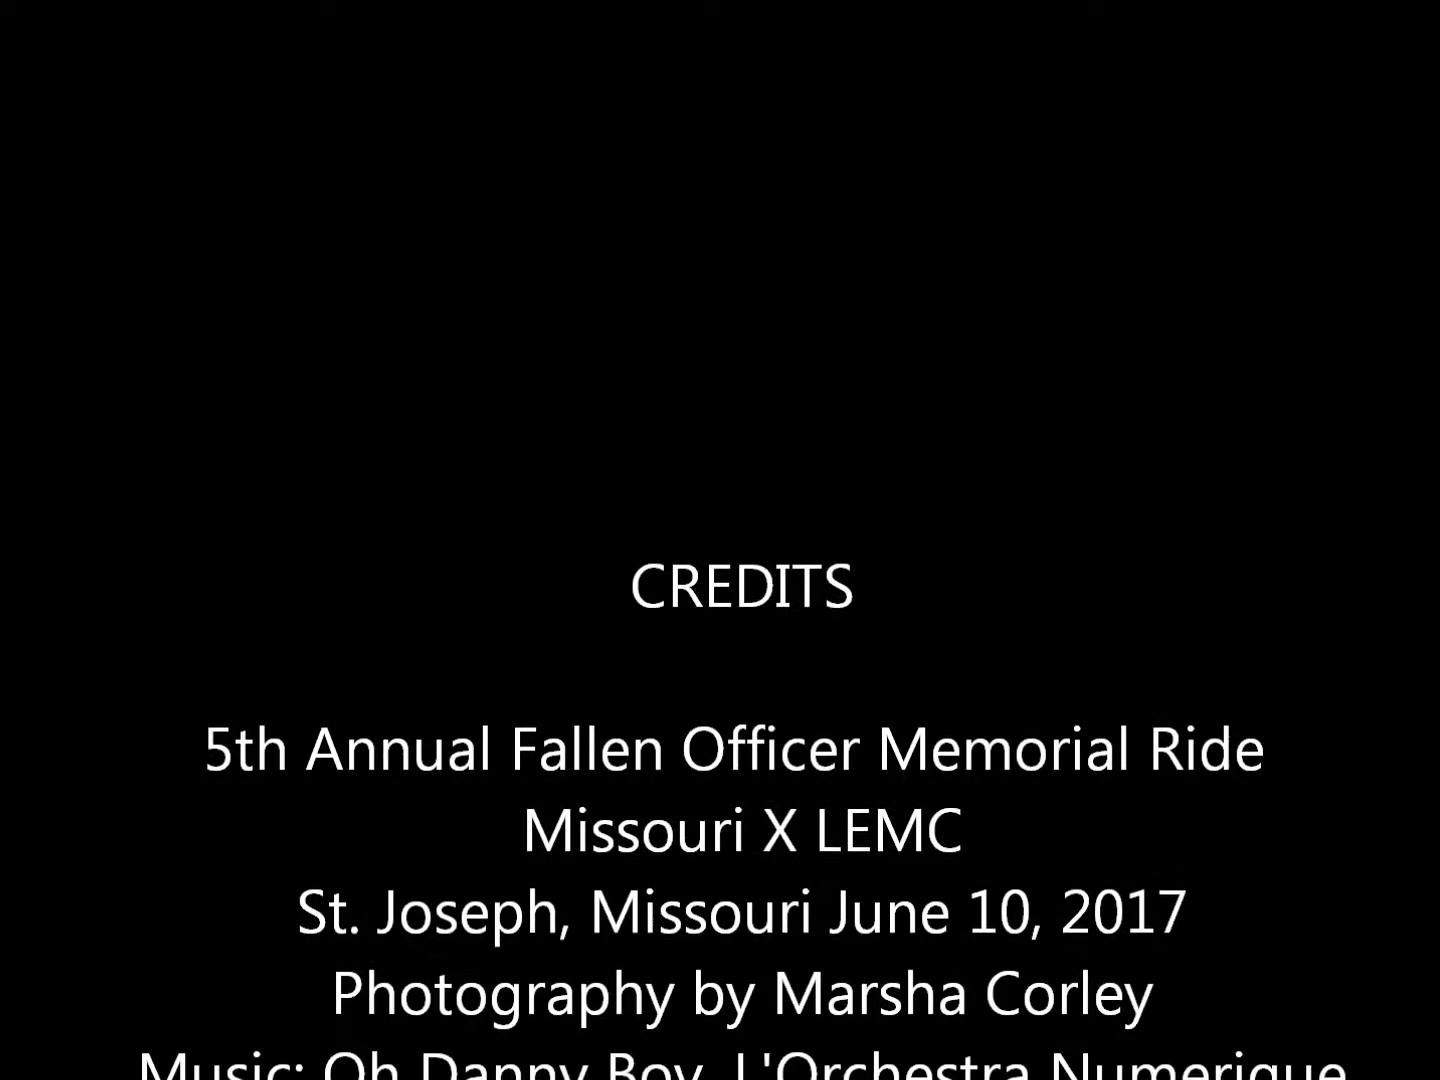 CREDITS
5th Annual Fallen Officer Memorial Ride
Missouri X LEMC
St. Joseph, Missouri June 10, 2017
Photography by Marsha Corley
Music: Oh Danny Boy, L'Orchestra Numerique